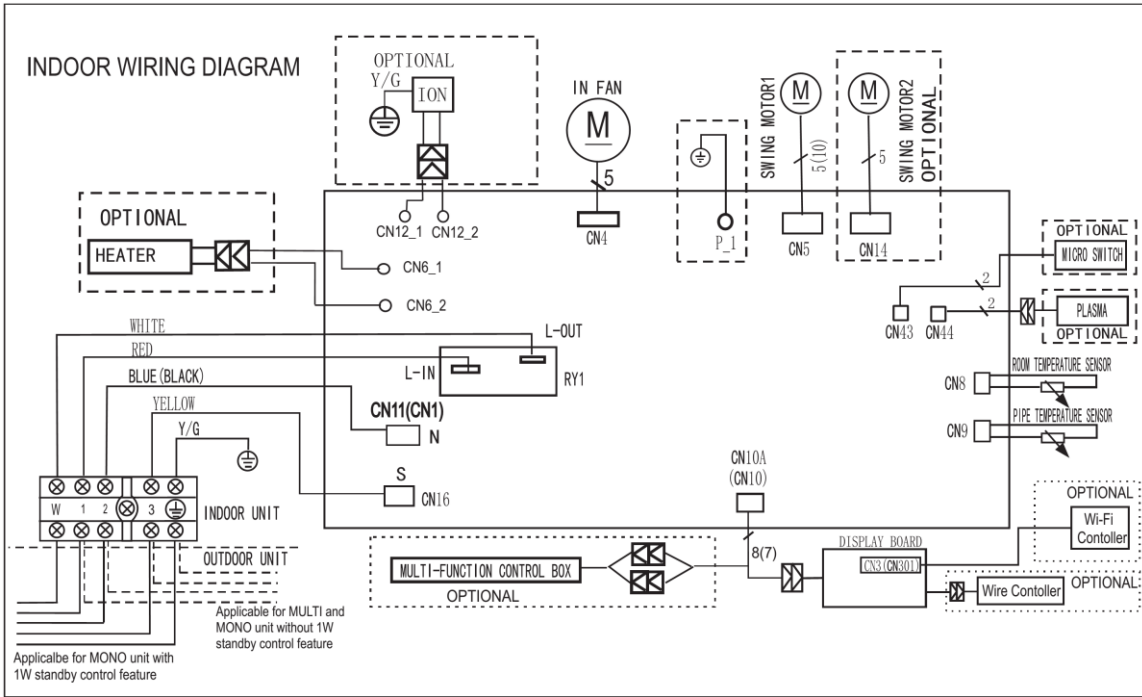 INDOOR WIRING DIAGRAM
OPTIONAL
Y/G
ION
IN FAN
M
5
CN4
CN12_1
CN12_2
P_1
SWING MOTOR1
M
5(10)
CN5
M
5
SWING MOTOR2
OPTIONAL
CN14
OPTIONAL
HEATER
CN6_1
CN6_2
OPTIONAL
MICRO SWITCH
2
CN43
CN44
2
PLASMA
OPTIONAL
WHITE
RED
BLUE(BLACK)
YELLOW
Y/G
L-OUT
L-IN
RY1
CN11(CN1)
N
S
CN16
CN8
ROOM TEMPERATURE SENSOR
CN9
PIPE TEMPERATURE SENSOR
CN10A
(CN10)
8(7)
W 1 2 3
INDOOR UNIT
OUTDOOR UNIT
Applicable for MULTI and
MONO unit without 1W
standby control feature
Applicalbe for MONO unit with
1W standby control feature
MULTI-FUNCTION CONTROL BOX
OPTIONAL
DISPLAY BOARD
CN3(CN301)
OPTIONAL
Wi-Fi
Contoller
OPTIONAL
Wire Contoller